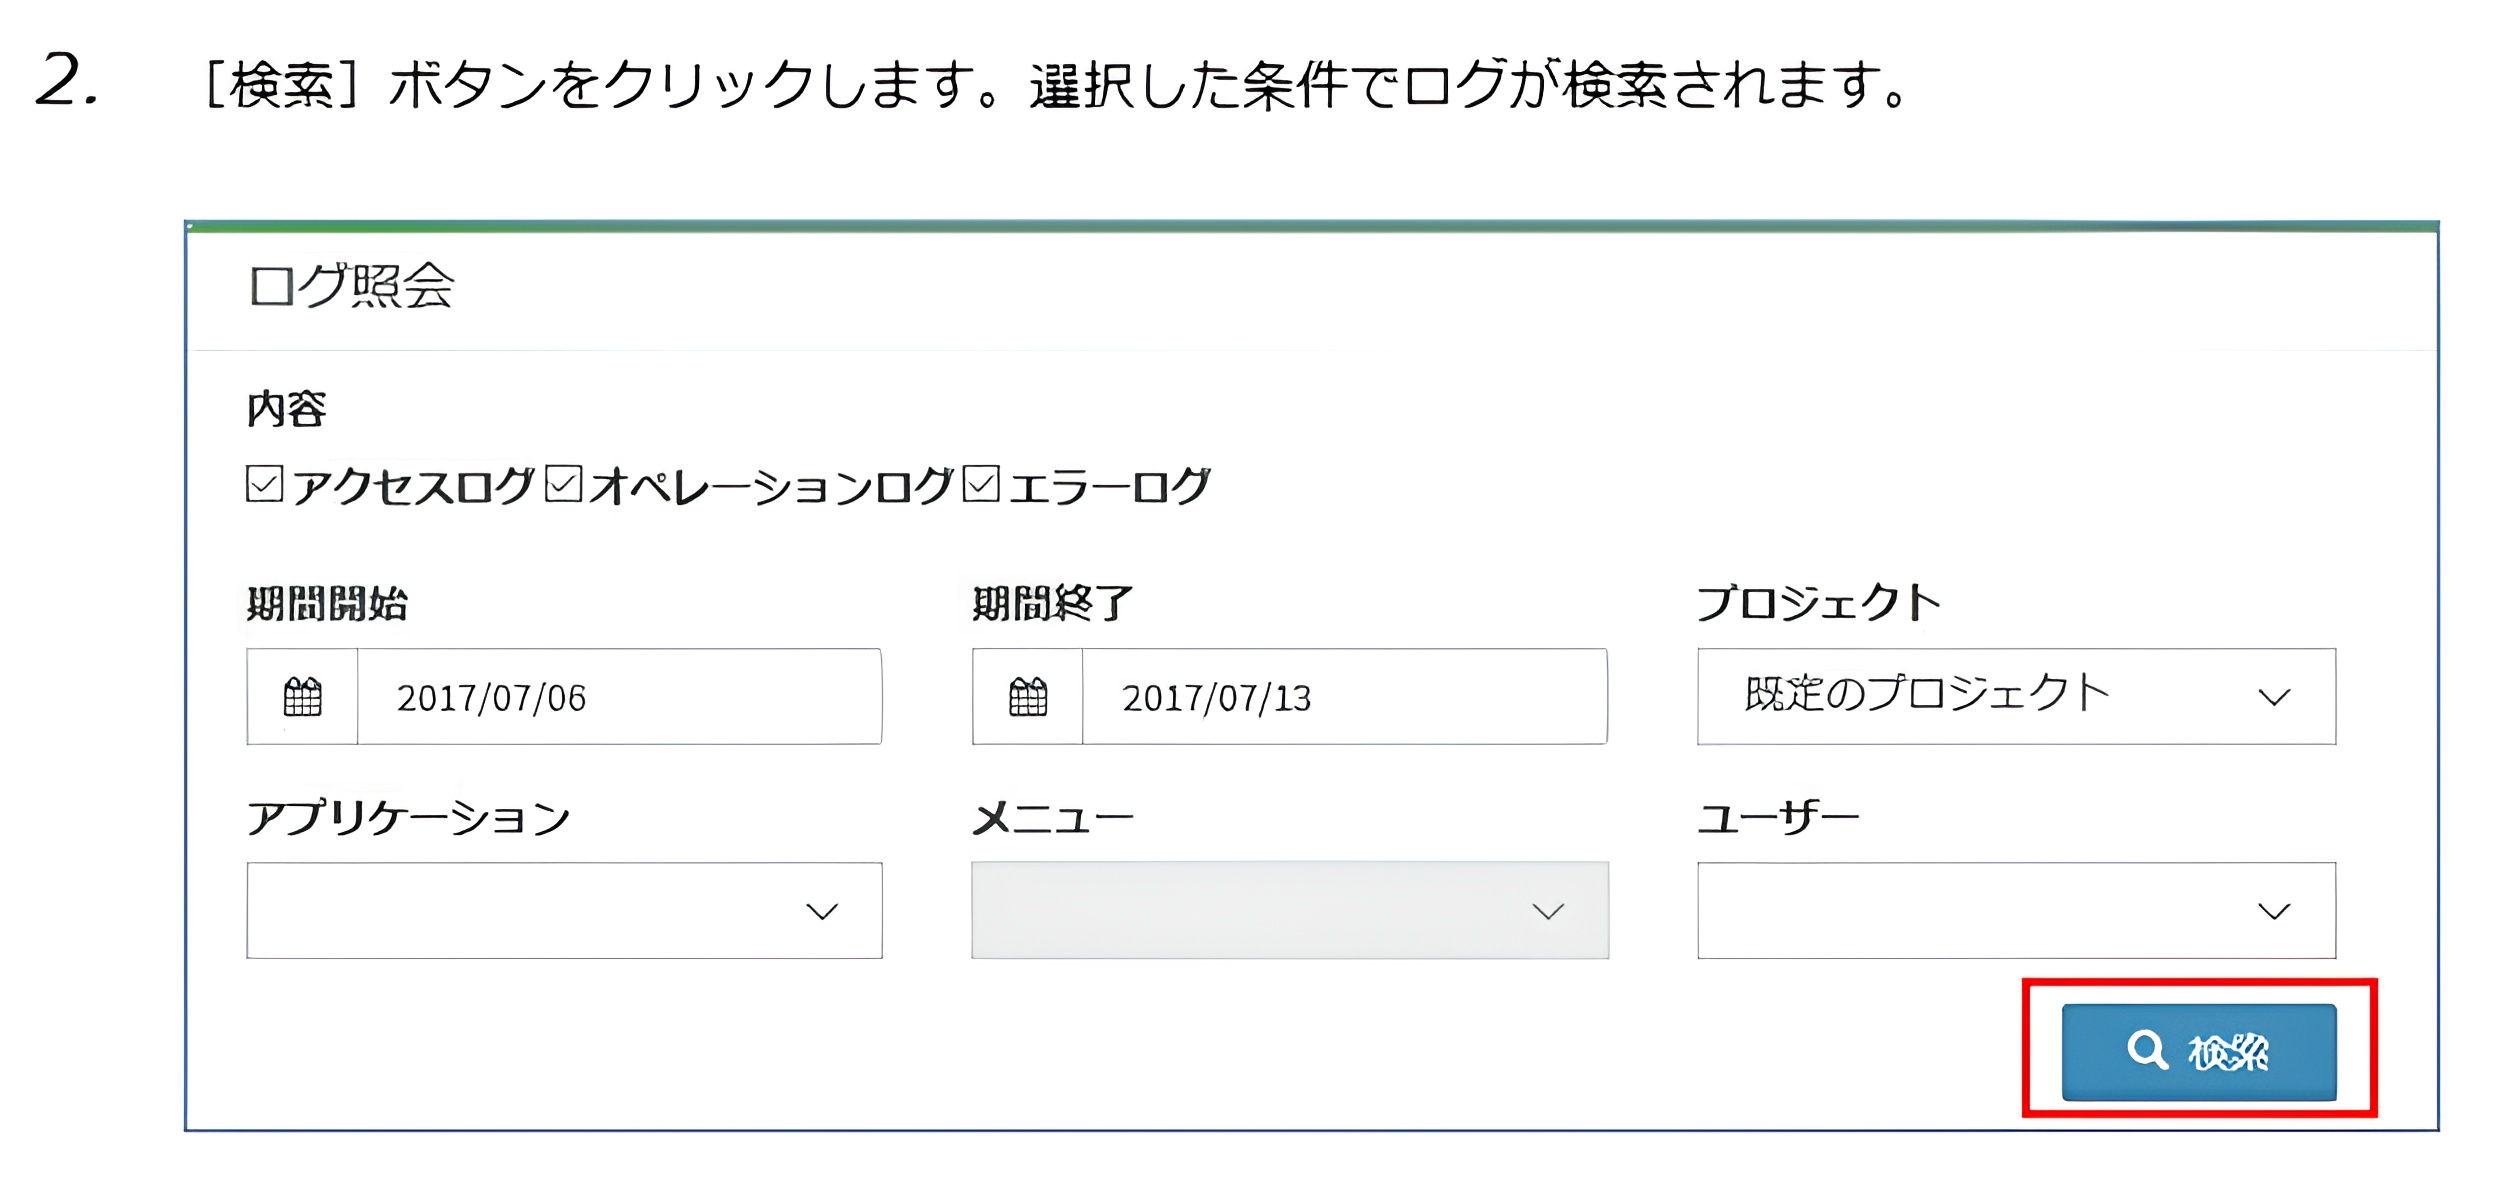 2. [検索] ボタンをクリックします。選択した条件でログが検索されます。
ログ照会
内容
アクセスログ オペレーションログ エラーログ
期間開始 期間終了 プロジェクト
2017/07/06 2017/07/13 既定のプロジェクト
アプリケーション メニュー ユーザー
検索